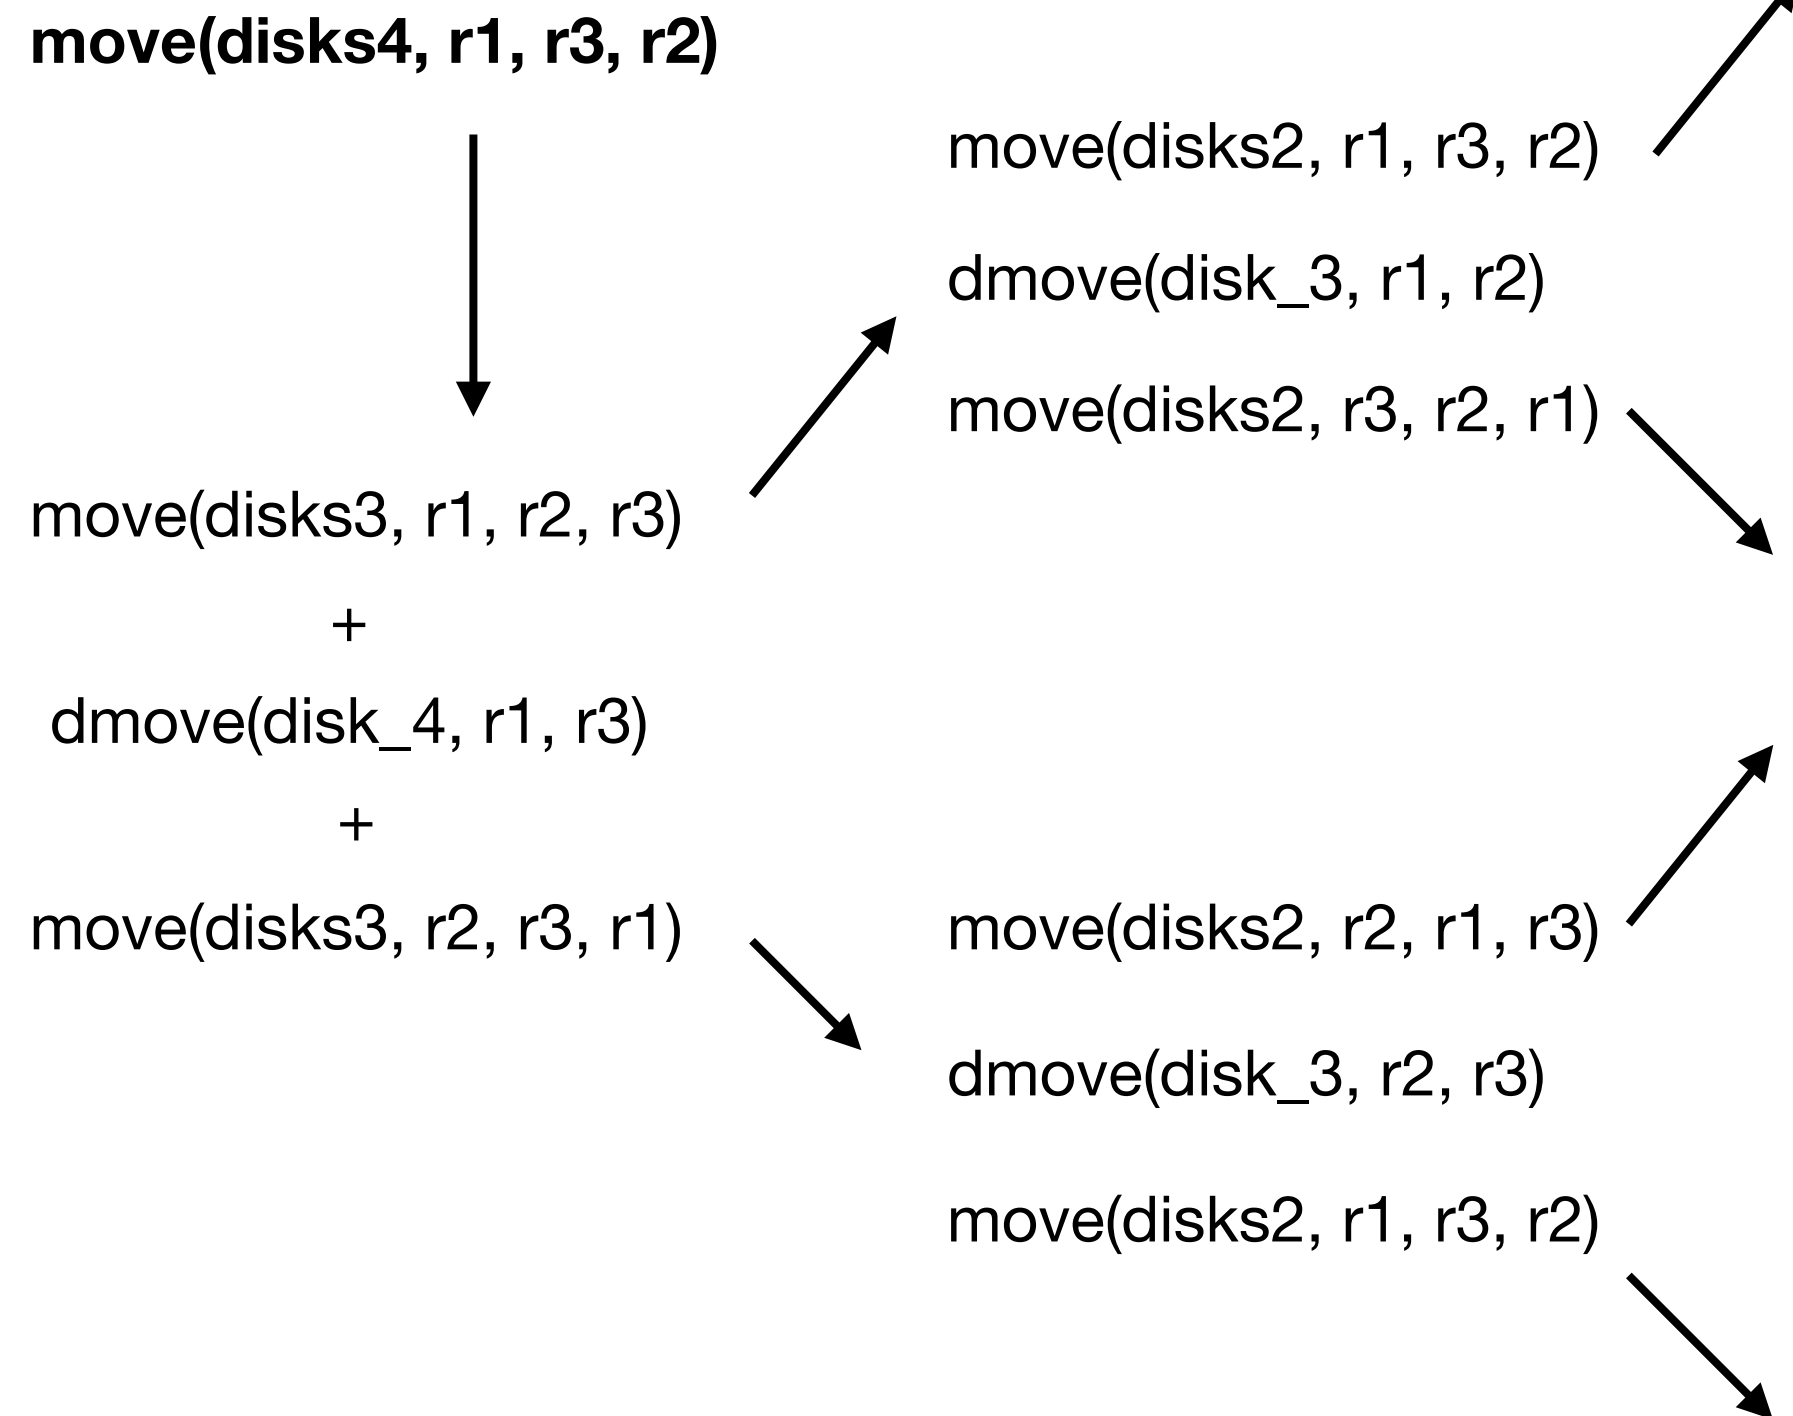 move(disks4, r1, r3, r2)
move(disks3, r1, r2, r3)
+
dmove(disk_4, r1, r3)
+
move(disks3, r2, r3, r1)
move(disks2, r1, r3, r2)
dmove(disk_3, r1, r2)
move(disks2, r3, r2, r1)
move(disks2, r2, r1, r3)
dmove(disk_3, r2, r3)
move(disks2, r1, r3, r2)